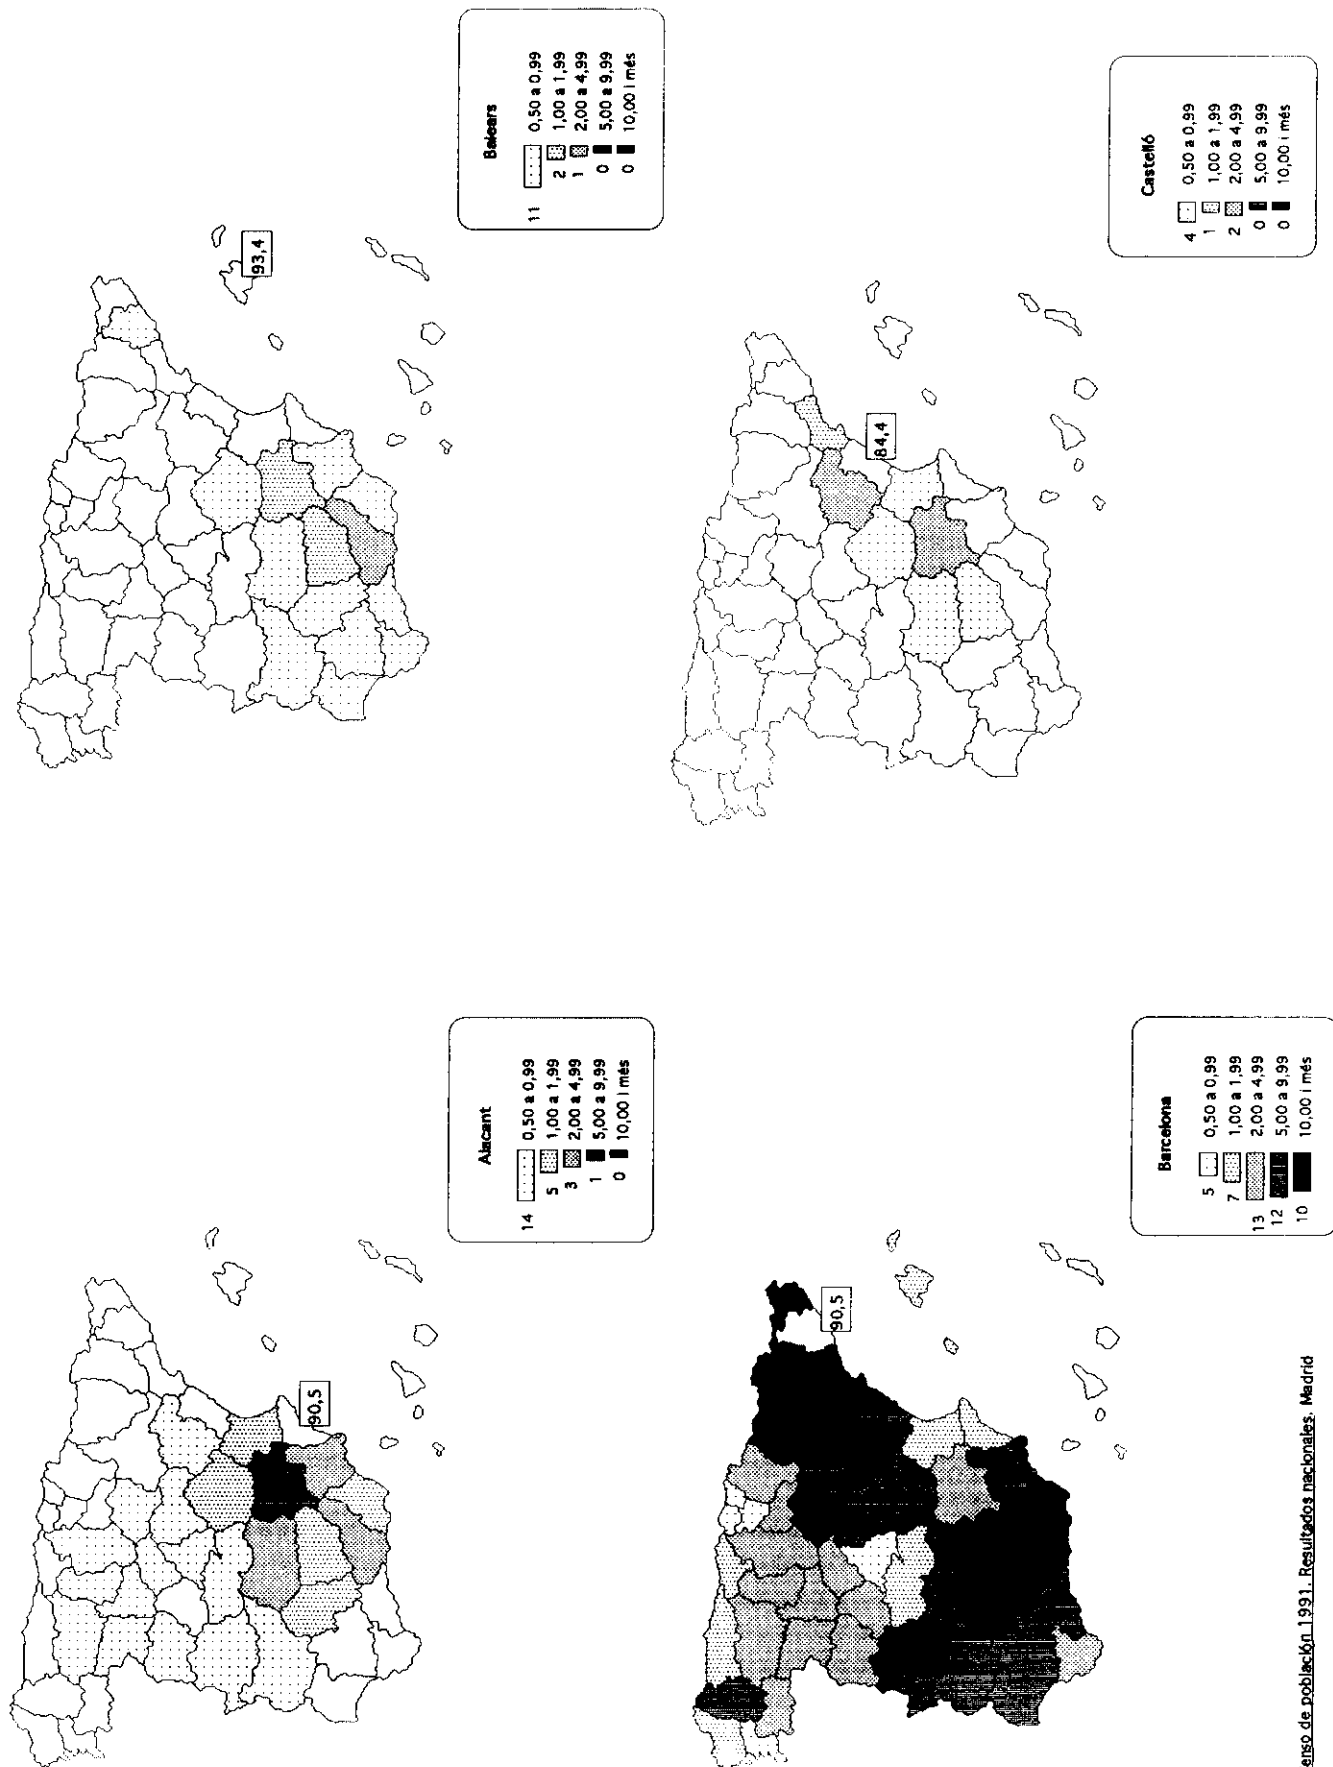 Alacant
14 0,50 a 0,99
5 1,00 a 1,99
3 2,00 a 4,99
1 5,00 a 9,99
0 10,00 i més
90,5
Balears
11 0,50 a 0,99
2 1,00 a 1,99
1 2,00 a 4,99
0 5,00 a 9,99
0 10,00 i més
93,4
Barcelona
5 0,50 a 0,99
7 1,00 a 1,99
13 2,00 a 4,99
12 5,00 a 9,99
10 10,00 i més
90,5
Castelló
4 0,50 a 0,99
1 1,00 a 1,99
2 2,00 a 4,99
0 5,00 a 9,99
0 10,00 i més
84,4
enso de población 1991. Resultados nacionales. Madrid